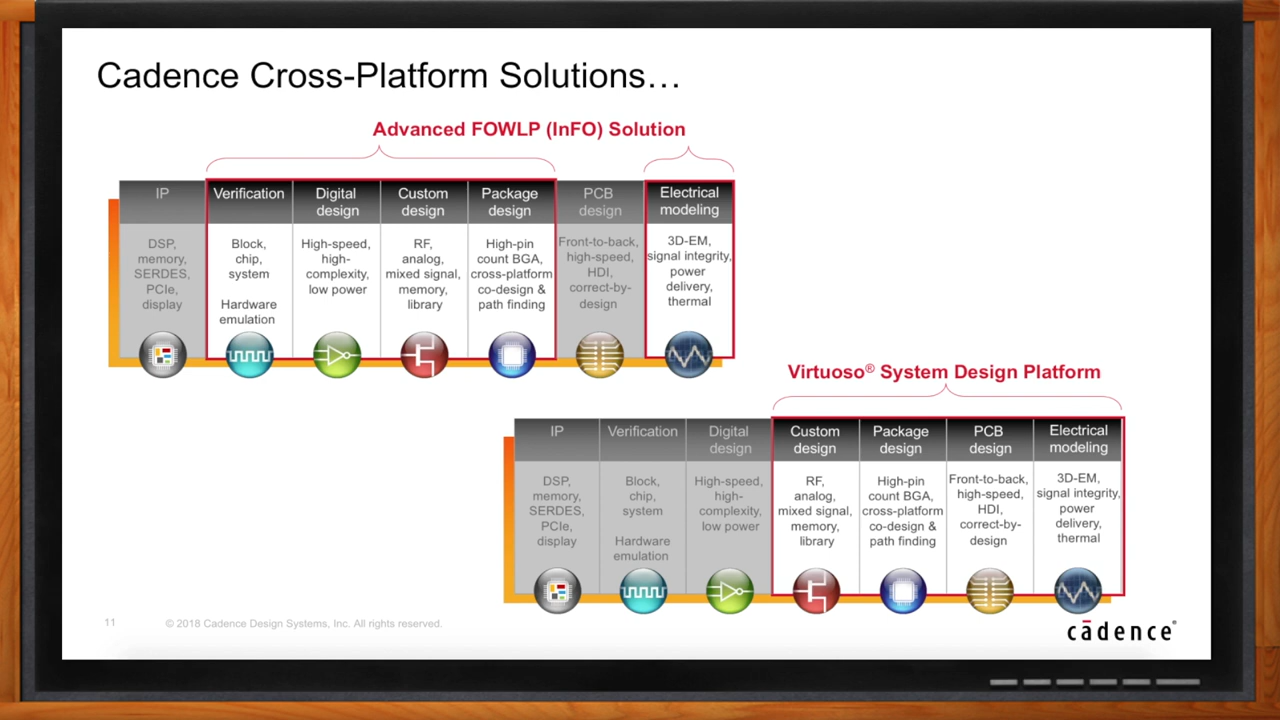 Cadence Cross-Platform Solutions…
Advanced FOWLP (InFO) Solution
IP
DSP,
memory,
SERDES,
PCIe,
display
Verification
Block,
chip,
system
Hardware
emulation
Digital
design
High-speed,
high-
complexity,
low power
Custom
design
RF,
analog,
mixed signal,
memory,
library
Package
design
High-pin
count BGA,
cross-platform
co-design &
path finding
PCB
design
Front-to-back,
high-speed,
HDI,
correct-by-
design
Electrical
modeling
3D-EM,
signal integrity,
power
delivery,
thermal
Virtuoso® System Design Platform
IP
DSP,
memory,
SERDES,
PCIe,
display
Verification
Block,
chip,
system
Hardware
emulation
Digital
design
High-speed,
high-
complexity,
low power
Custom
design
RF,
analog,
mixed signal,
memory,
library
Package
design
High-pin
count BGA,
cross-platform
co-design &
path finding
PCB
design
Front-to-back,
high-speed,
HDI,
correct-by-
design
Electrical
modeling
3D-EM,
signal integrity,
power
delivery,
thermal
11
© 2018 Cadence Design Systems, Inc. All rights reserved.
cādence®